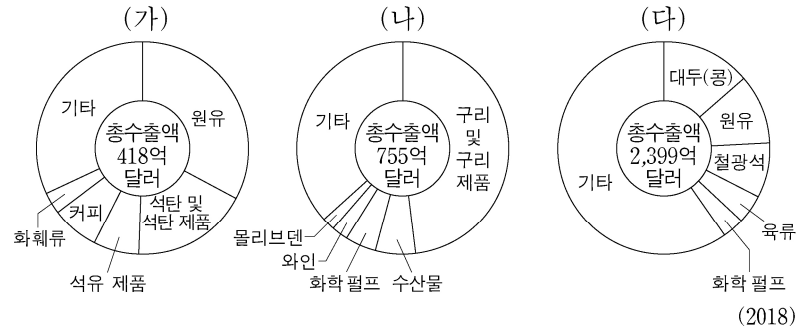 (가)
기타
원유
총수출액
418억
달러
석탄 및
석탄 제품
커피
화훼류
석유 제품
(나)
기타
구리
및
구리
제품
총수출액
755억
달러
몰리브덴
와인
화학 펄프
수산물
(다)
대두(콩)
원유
철광석
총수출액
2,399억
달러
기타
육류
화학 펄프
(2018)